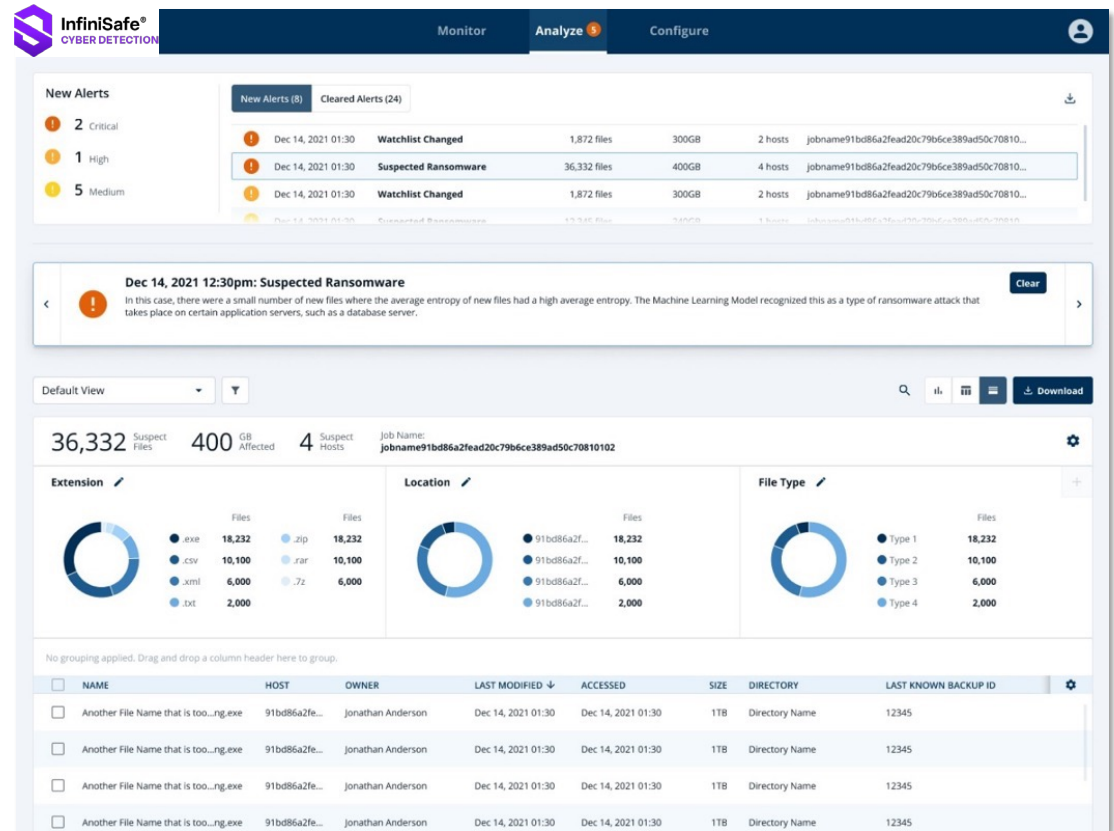 InfiniSafe®
CYBER DETECTION
Monitor
Analyze 5
Configure
New Alerts
2 Critical
1 High
5 Medium
New Alerts (8) Cleared Alerts (24)
Dec 14, 2021 01:30 Watchlist Changed 1,872 files 300GB 2 hosts jobname91bd86a2fead20c79b6ce389ad50c70810...
Dec 14, 2021 01:30 Suspected Ransomware 36,332 files 400GB 4 hosts jobname91bd86a2fead20c79b6ce389ad50c70810...
Dec 14, 2021 01:30 Watchlist Changed 1,872 files 300GB 2 hosts jobname91bd86a2fead20c79b6ce389ad50c70810...
Dec 14, 2021 01:30 Suspected Ransomware
Dec 14, 2021 12:30pm: Suspected Ransomware
Clear
In this case, there were a small number of new files where the average entropy of new files had a high average entropy. The Machine Learning Model recognized this as a type of ransomware attack that
takes place on certain application servers, such as a database server.
Default View
Download
36,332 Suspect Files 400 GB Affected 4 Suspect Hosts
Job Name:
jobname91bd86a2fead20c79b6ce389ad50c70810102
Extension
Files Files
.exe 18,232 .zip 18,232
.csv 10,100 .rar 10,100
.xml 6,000 .7z 6,000
.txt 2,000
Location
Files
91bd86a2f... 18,232
91bd86a2f... 10,100
91bd86a2f... 6,000
91bd86a2f... 2,000
File Type
Files
Type 1 18,232
Type 2 10,100
Type 3 6,000
Type 4 2,000
No grouping applied. Drag and drop a column header here to group.
NAME HOST OWNER LAST MODIFIED ACCESSED SIZE DIRECTORY LAST KNOWN BACKUP ID
Another File Name that is too...ng.exe 91bd86a2fe... Jonathan Anderson Dec 14, 2021 01:30 Dec 14, 2021 01:30 1TB Directory Name 12345
Another File Name that is too...ng.exe 91bd86a2fe... Jonathan Anderson Dec 14, 2021 01:30 Dec 14, 2021 01:30 1TB Directory Name 12345
Another File Name that is too...ng.exe 91bd86a2fe... Jonathan Anderson Dec 14, 2021 01:30 Dec 14, 2021 01:30 1TB Directory Name 12345
Another File Name that is too...ng.exe 91bd86a2fe... Jonathan Anderson Dec 14, 2021 01:30 Dec 14, 2021 01:30 1TB Directory Name 12345